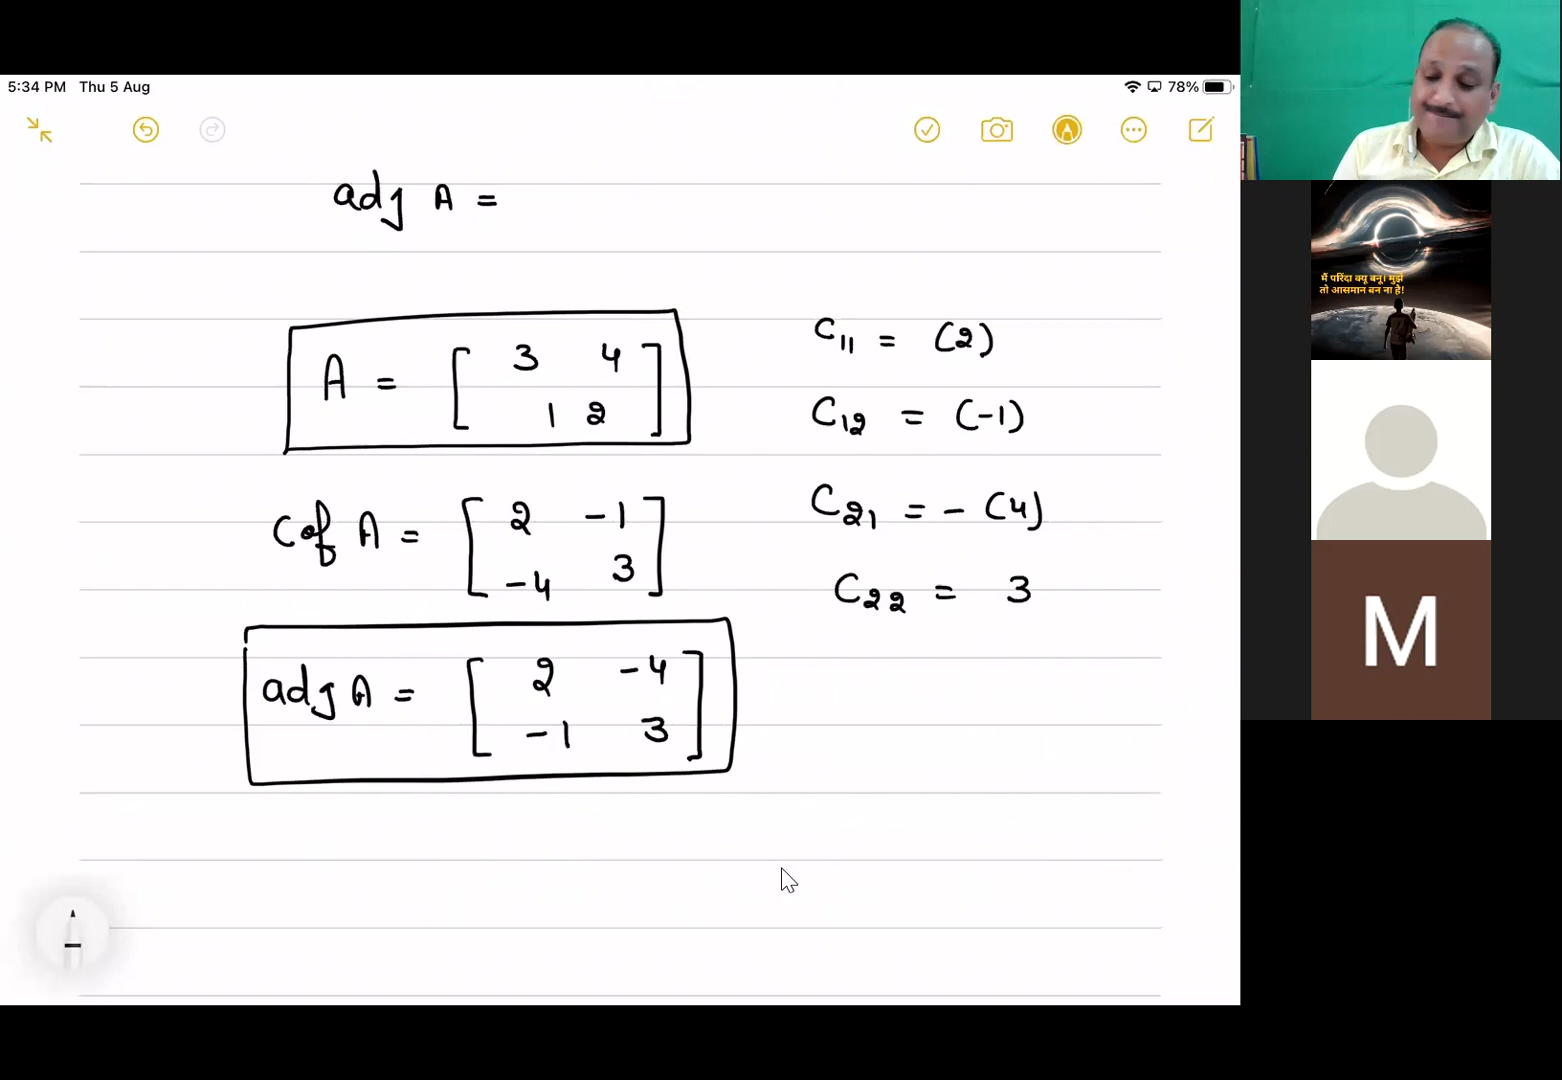 5:34 PM Thu 5 Aug
78%
adj A =
A = [ 3 4
1 2 ]
C₁₁ = (2)
C₁₂ = (-1)
Cof A = [ 2 -1
-4 3 ]
C₂₁ = - (4)
C₂₂ = 3
adj A = [ 2 -4
-1 3 ]
मैं परिंदा क्यू बनू। मुझे
तो आसमान बन ना है!
M